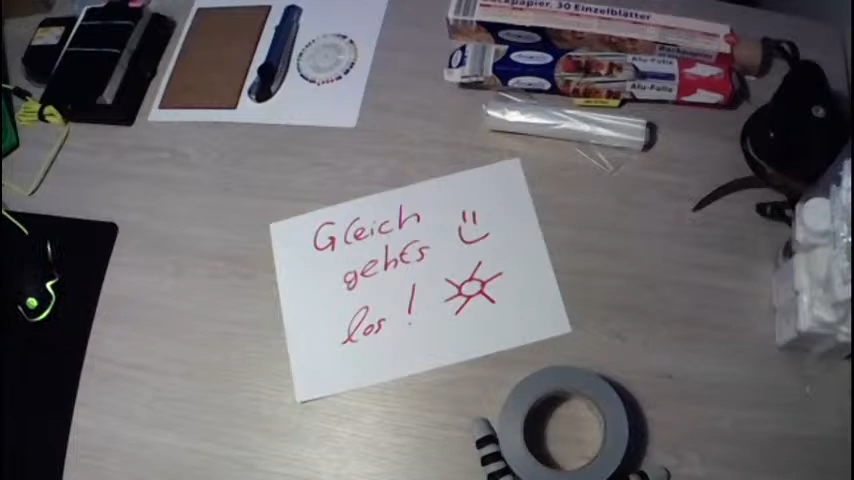 Backpapier, 30 Einzelblätter
Alu-Folie
Alu-Folie
Gleich
gehts
los!